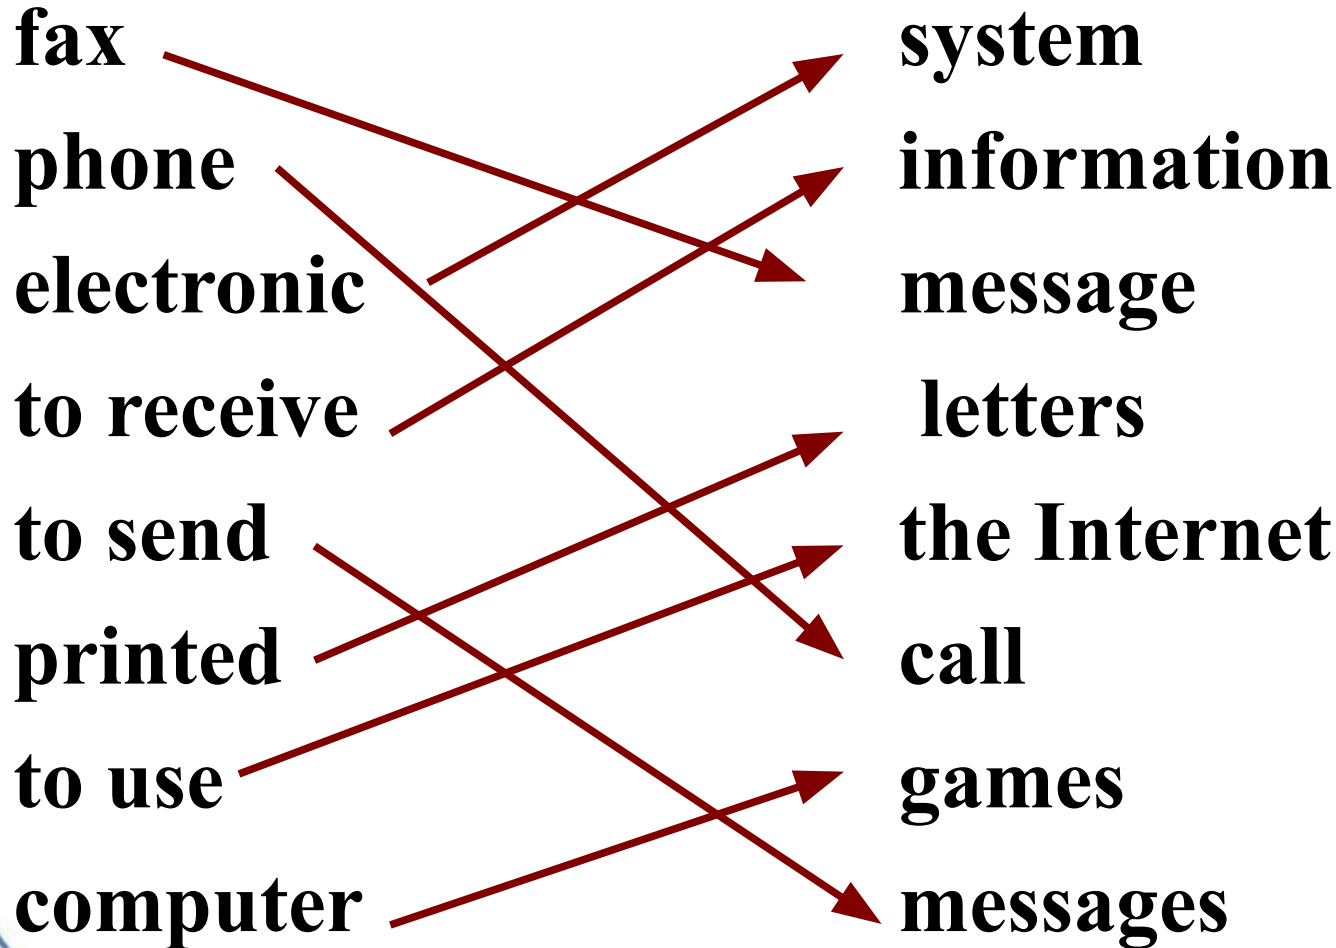 fax system
phone information
electronic message
to receive letters
to send the Internet
printed call
to use games
computer messages